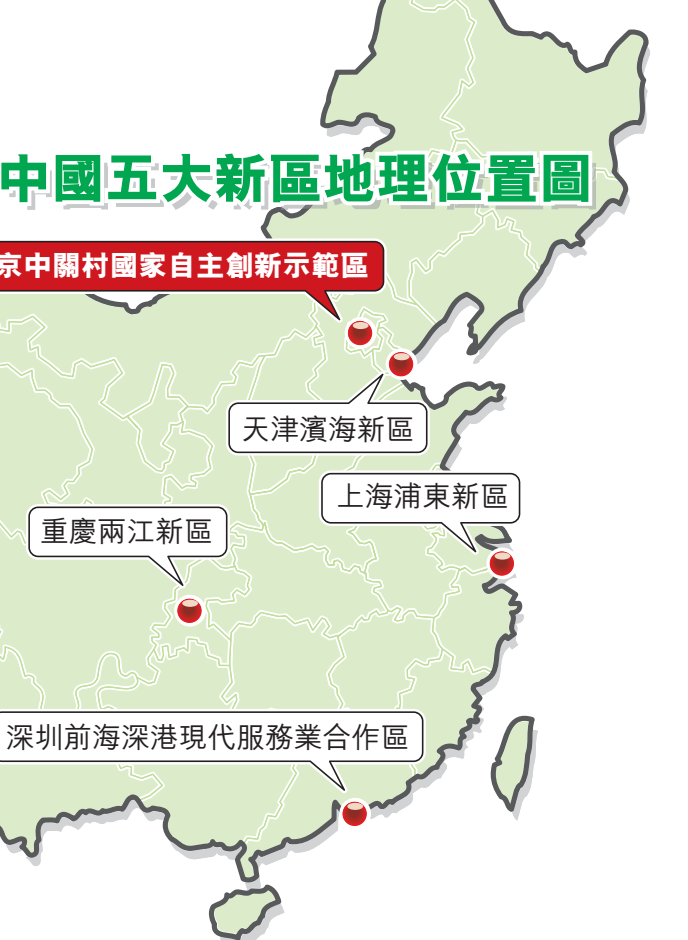 中國五大新區地理位置圖
京中關村國家自主創新示範區
天津濱海新區
上海浦東新區
重慶兩江新區
深圳前海深港現代服務業合作區